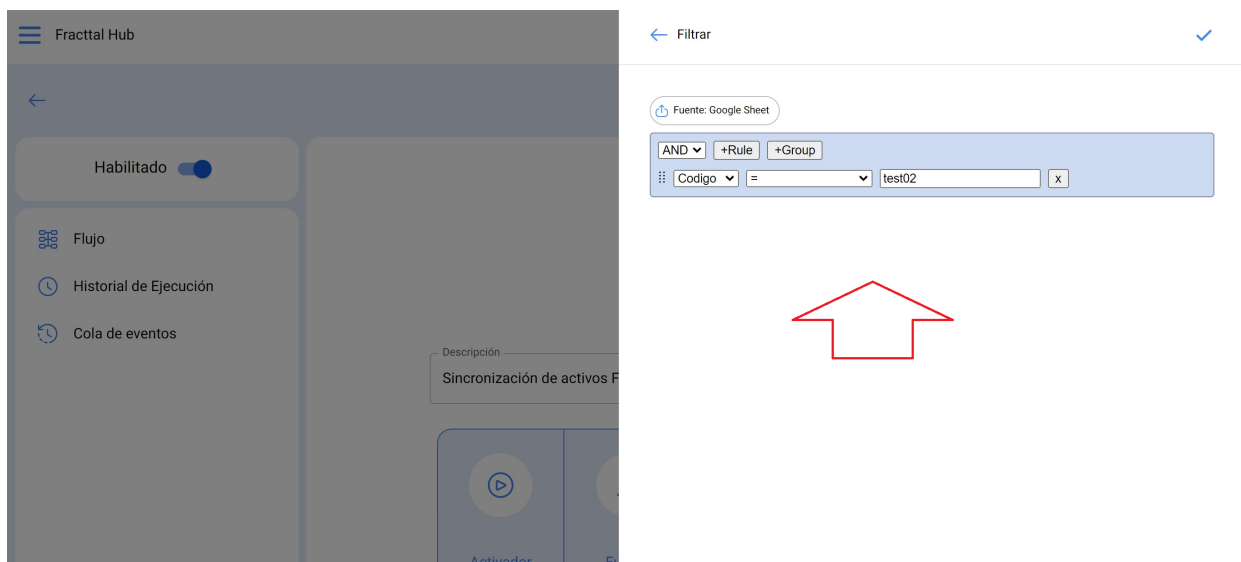 Fracttal Hub
Habilitado
Flujo
Historial de Ejecución
Cola de eventos
Descripción
Sincronización de activos F
Activador
Filtrar
Fuente: Google Sheet
AND +Rule +Group
Codigo = test02 x